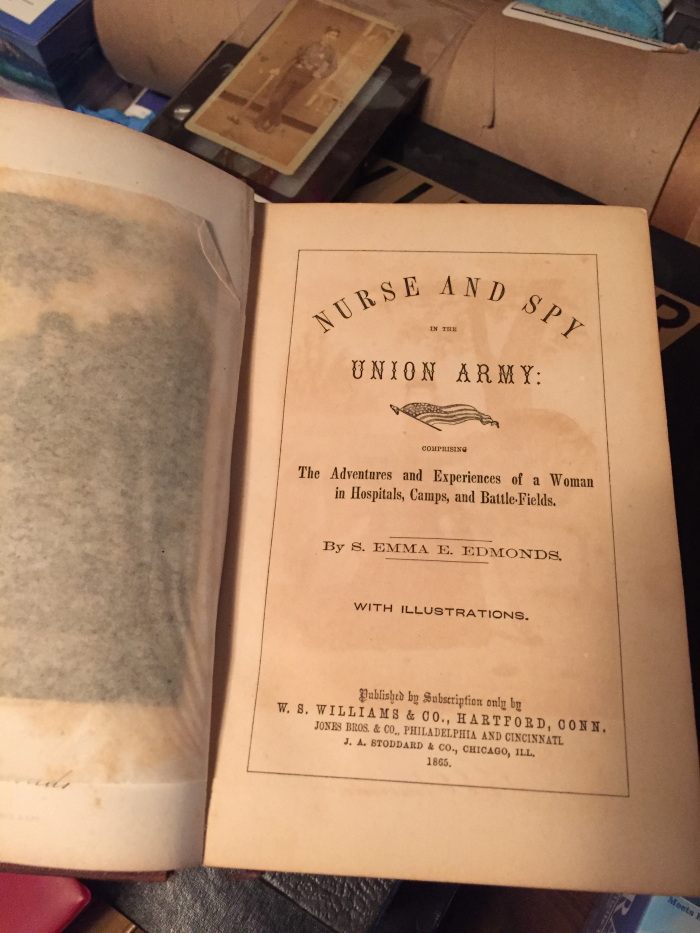 NURSE AND SPY
IN THE
UNION ARMY:
COMPRISING
The Adventures and Experiences of a Woman
in Hospitals, Camps, and Battle-Fields.
By S. EMMA E. EDMONDS.
WITH ILLUSTRATIONS.
Published by Subscription only by
W. S. WILLIAMS & CO., HARTFORD, CONN.
JONES BROS. & CO., PHILADELPHIA AND CINCINNATI.
J. A. STODDARD & CO., CHICAGO, ILL.
1865.